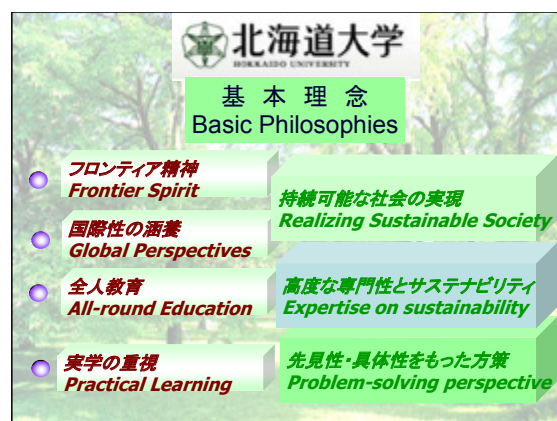 北海道大学
HOKKAIDO UNIVERSITY
基 本 理 念
Basic Philosophies
フロンティア精神
Frontier Spirit
国際性の涵養
Global Perspectives
全人教育
All-round Education
実学の重視
Practical Learning
持続可能な社会の実現
Realizing Sustainable Society
高度な専門性とサステナビリティ
Expertise on sustainability
先見性・具体性をもった方策
Problem-solving perspective